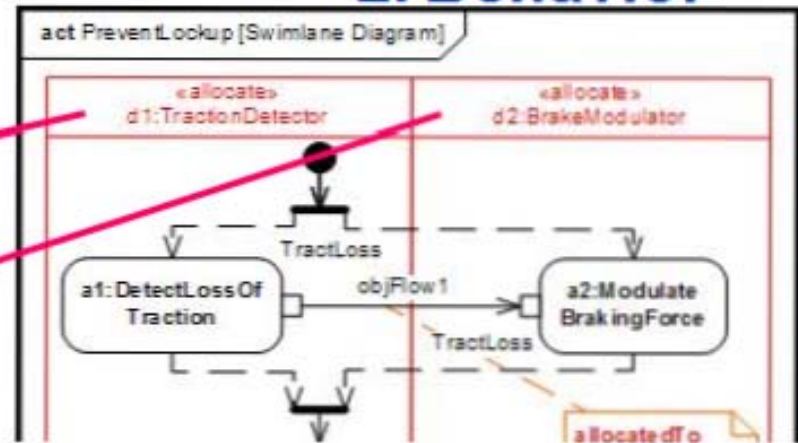 act PreventLockup [Swimlane Diagram]
«allocate»
d1:TractionDetector
«allocate»
d2:BrakeModulator
TractLoss
a1:DetectLossOf
Traction
objFlow1
a2:Modulate
BrakingForce
TractLoss
allocatedTo